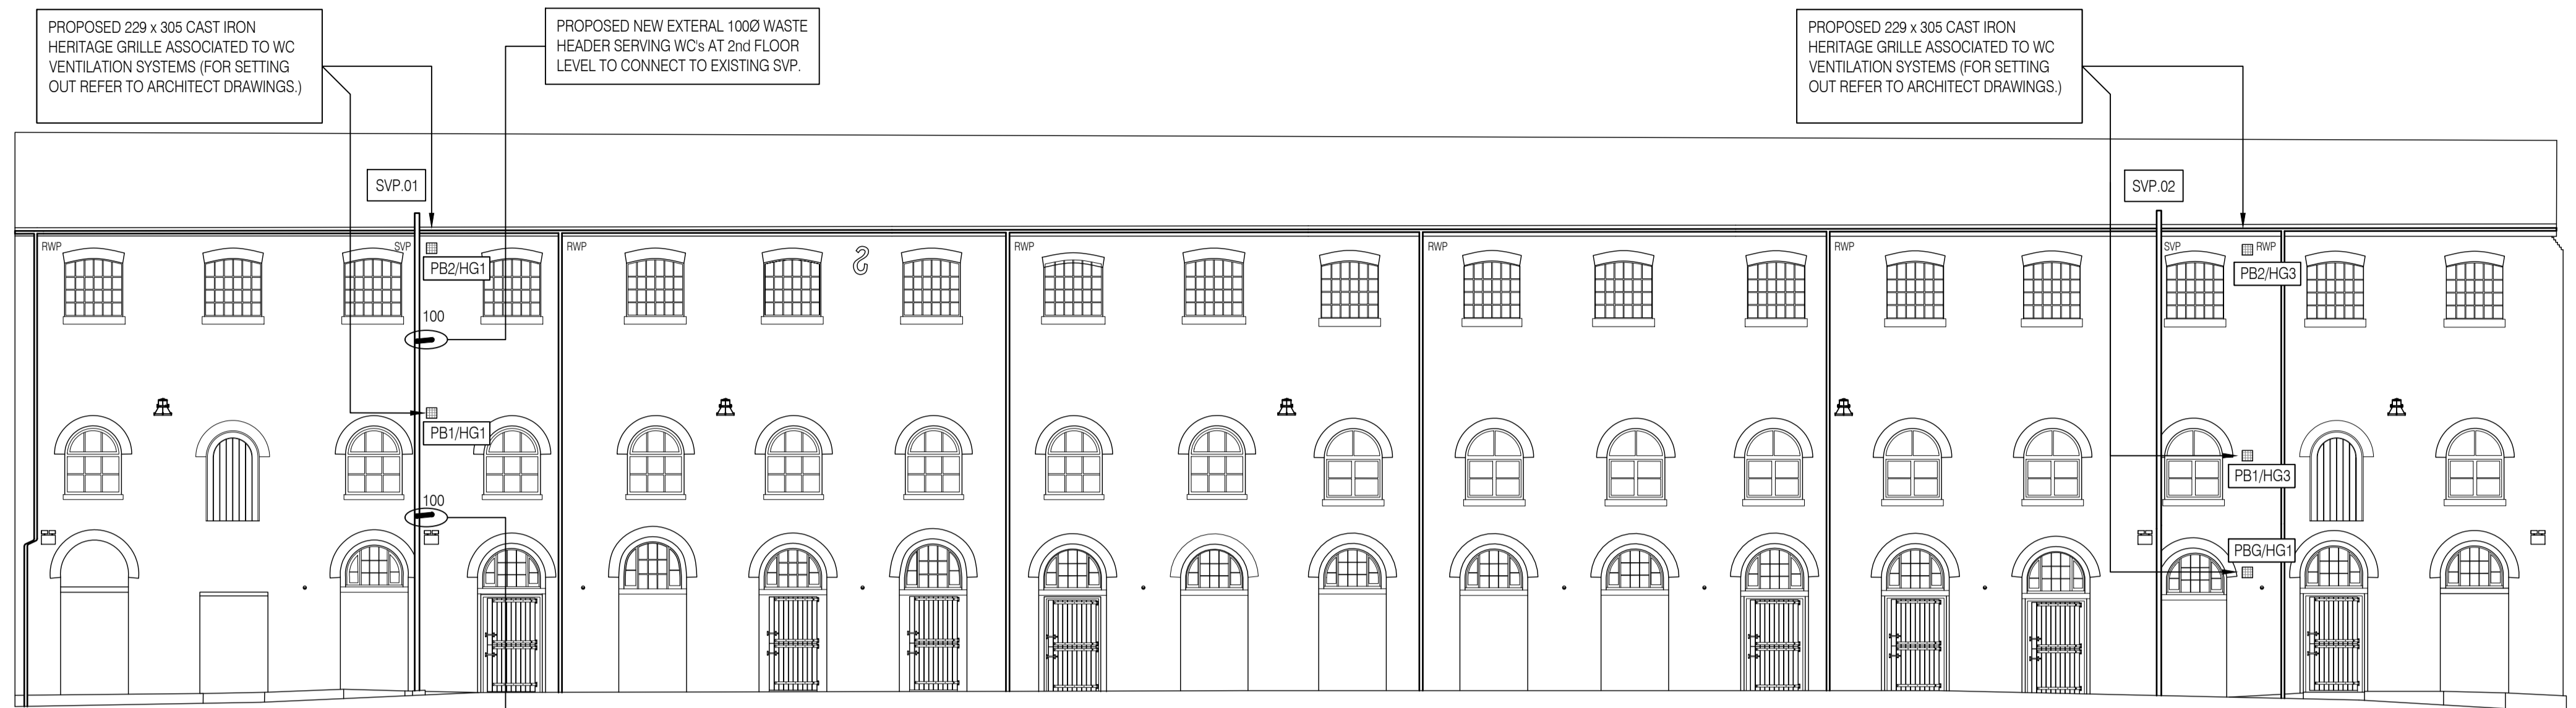 PROPOSED 229 x 305 CAST IRON
HERITAGE GRILLE ASSOCIATED TO WC
VENTILATION SYSTEMS (FOR SETTING
OUT REFER TO ARCHITECT DRAWINGS.)
PROPOSED NEW EXTERAL 100Ø WASTE
HEADER SERVING WC's AT 2nd FLOOR
LEVEL TO CONNECT TO EXISTING SVP.
PROPOSED 229 x 305 CAST IRON
HERITAGE GRILLE ASSOCIATED TO WC
VENTILATION SYSTEMS (FOR SETTING
OUT REFER TO ARCHITECT DRAWINGS.)
SVP.01
SVP.02
RWP
SVP
RWP
RWP
RWP
RWP
SVP
RWP
PB2/HG1
PB2/HG3
100
PB1/HG1
PB1/HG3
100
PBG/HG1